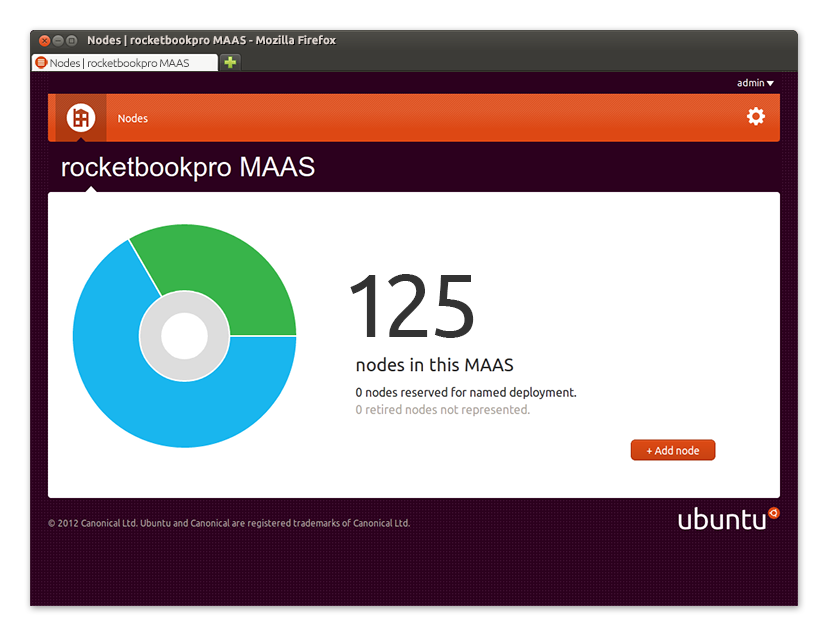 Nodes | rocketbookpro MAAS - Mozilla Firefox
Nodes | rocketbookpro MAAS
admin
Nodes
rocketbookpro MAAS
125
nodes in this MAAS
0 nodes reserved for named deployment.
0 retired nodes not represented.
+ Add node
© 2012 Canonical Ltd. Ubuntu and Canonical are registered trademarks of Canonical Ltd.
ubuntu